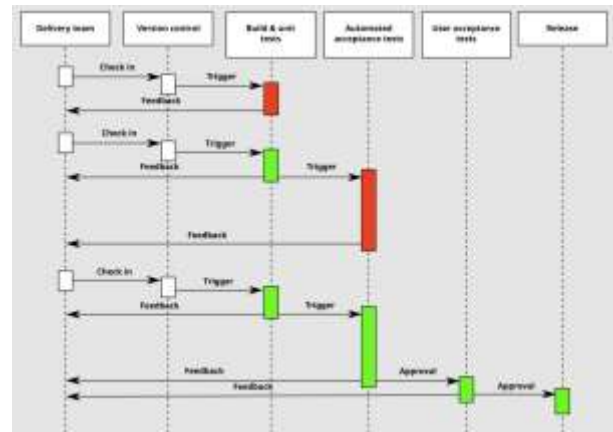 Delivery team
Version control
Build & unit
tests
Automated
acceptance tests
User acceptance
tests
Release
Check in
Trigger
Feedback
Check in
Trigger
Feedback
Trigger
Feedback
Check in
Trigger
Feedback
Trigger
Feedback
Approval
Feedback
Approval